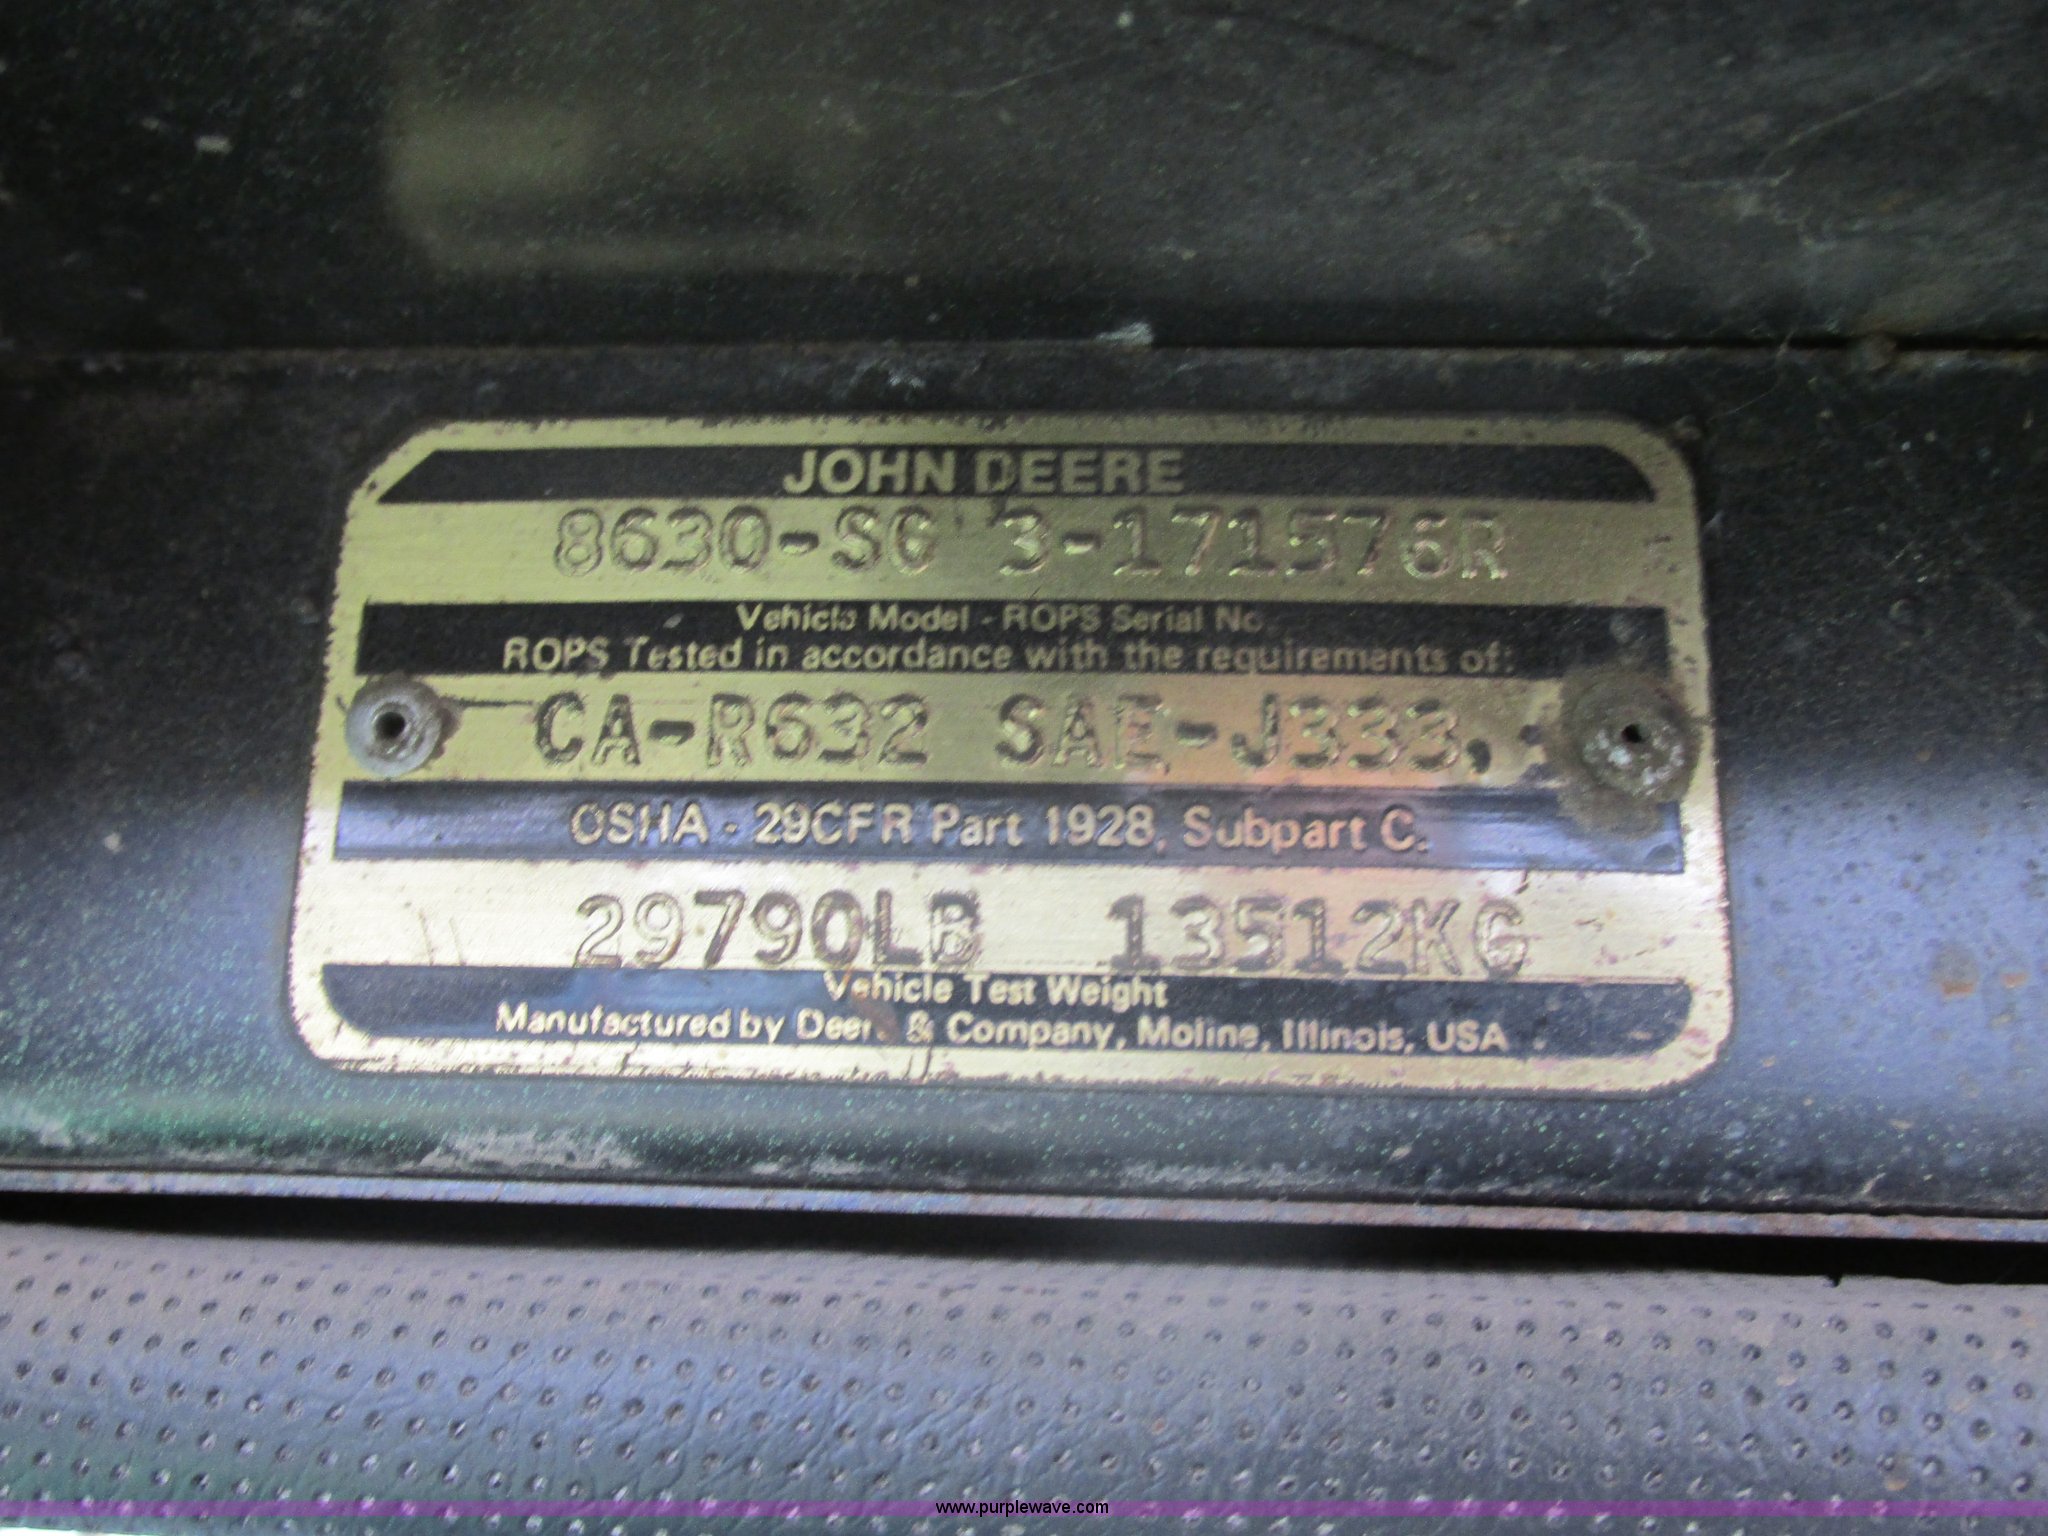 JOHN DEERE
8630-SG 3-171576R
Vehicle Model - ROPS Serial No.
ROPS Tested in accordance with the requirements of:
CA-R632 SAE-J333,
OSHA - 29CFR Part 1928, Subpart C.
29790LB 13512KG
Vehicle Test Weight
Manufactured by Deere & Company, Moline, Illinois, USA
www.purplewave.com